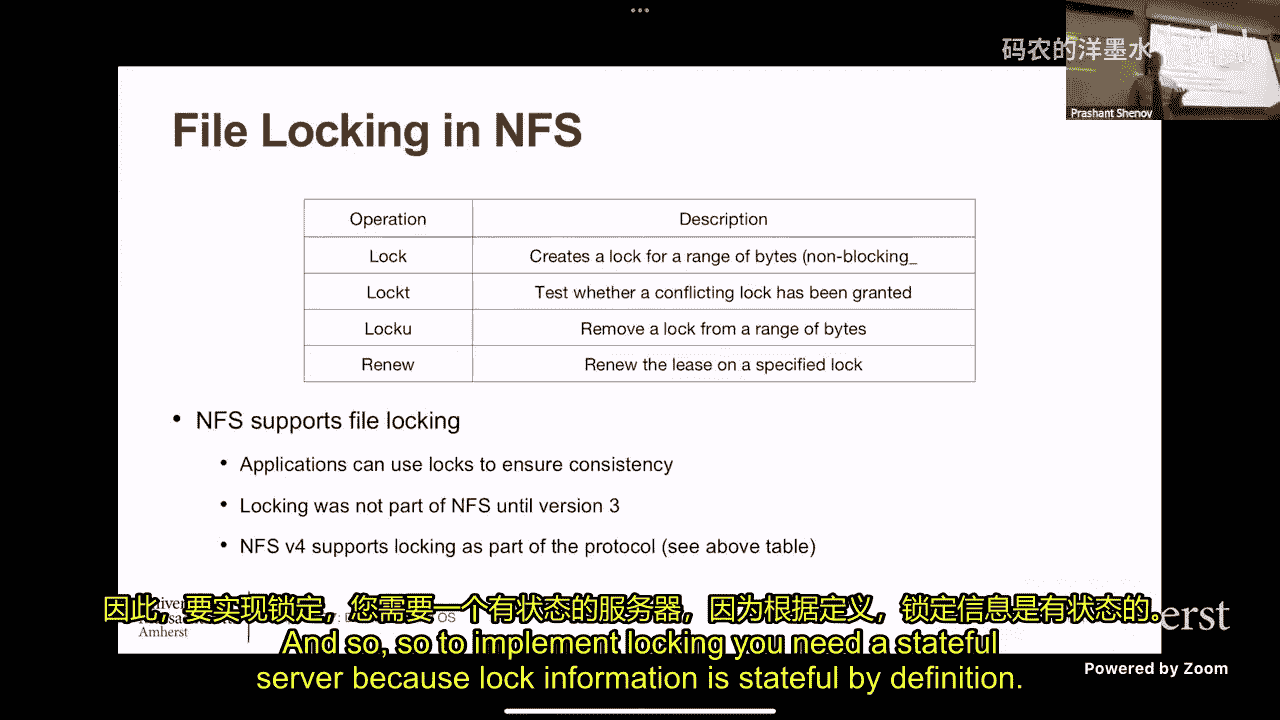 码农的洋墨水
Prashant Shenoy
File Locking in NFS
Operation Description
Lock Creates a lock for a range of bytes (non-blocking_
Lockt Test whether a conflicting lock has been granted
Locku Remove a lock from a range of bytes
Renew Renew the lease on a specified lock
• NFS supports file locking
• Applications can use locks to ensure consistency
• Locking was not part of NFS until version 3
• NFS v4 supports locking as part of the protocol (see above table)
因此，要实现锁定，您需要一个有状态的服务器，因为根据定义，锁定信息是有状态的。
Amherst
And so, so to implement locking you need a stateful
server because lock information is stateful by definition.
Powered by Zoom